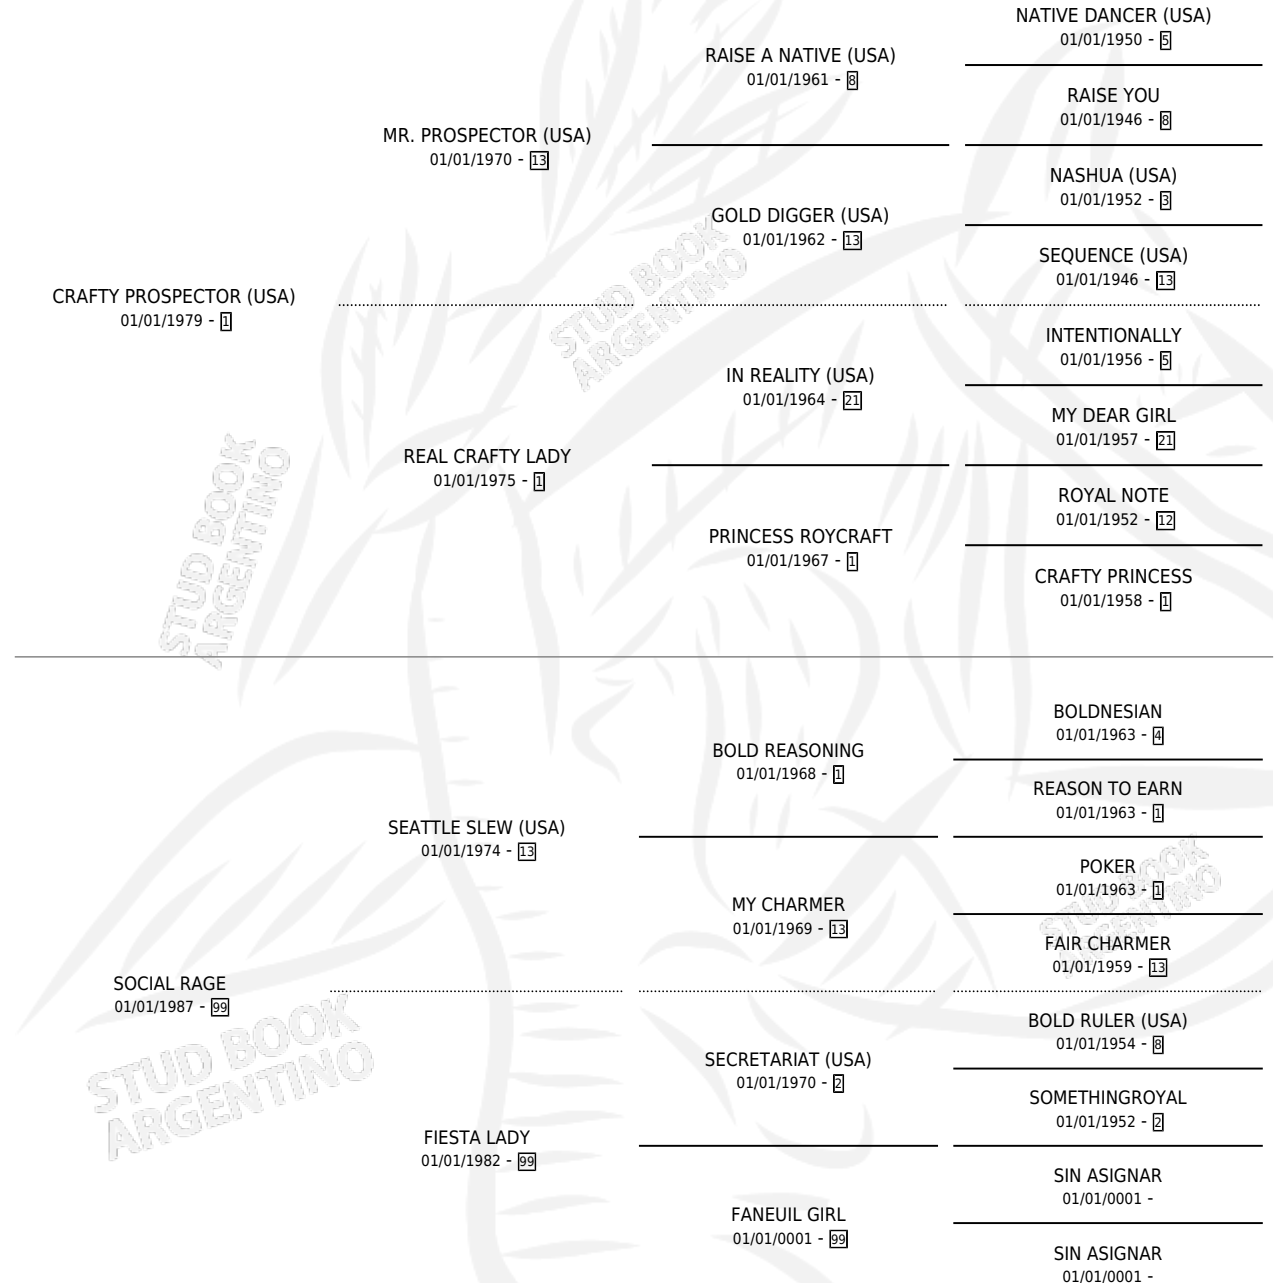 NATIVE DANCER (USA)
01/01/1950 - 5
RAISE A NATIVE (USA)
01/01/1961 - 8
RAISE YOU
01/01/1946 - 8
MR. PROSPECTOR (USA)
01/01/1970 - 13
NASHUA (USA)
01/01/1952 - 3
GOLD DIGGER (USA)
01/01/1962 - 13
SEQUENCE (USA)
01/01/1946 - 13
CRAFTY PROSPECTOR (USA)
01/01/1979 - 1
STUD BOOK
ARGENTINO
INTENTIONALLY
01/01/1956 - 5
IN REALITY (USA)
01/01/1964 - 21
MY DEAR GIRL
01/01/1957 - 21
REAL CRAFTY LADY
01/01/1975 - 1
ROYAL NOTE
01/01/1952 - 12
PRINCESS ROYCRAFT
01/01/1967 - 1
CRAFTY PRINCESS
01/01/1958 - 1
STUD BOOK
ARGENTINO
BOLDNESIAN
01/01/1963 - 4
BOLD REASONING
01/01/1968 - 1
REASON TO EARN
01/01/1963 - 1
SEATTLE SLEW (USA)
01/01/1974 - 13
POKER
01/01/1963 - 1
MY CHARMER
01/01/1969 - 13
STUD BOOK
ARGENTINO
FAIR CHARMER
01/01/1959 - 13
SOCIAL RAGE
01/01/1987 - 99
BOLD RULER (USA)
01/01/1954 - 8
SECRETARIAT (USA)
01/01/1970 - 2
SOMETHINGROYAL
01/01/1952 - 2
STUD BOOK
ARGENTINO
FIESTA LADY
01/01/1982 - 99
SIN ASIGNAR
01/01/0001 -
FANEUIL GIRL
01/01/0001 - 99
SIN ASIGNAR
01/01/0001 -